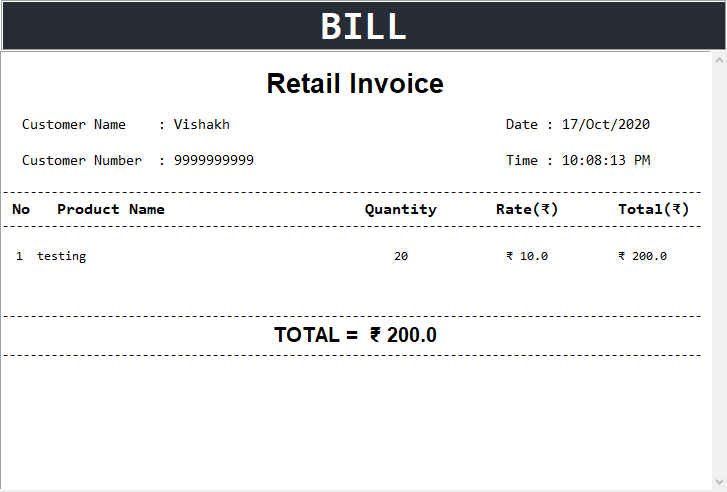 BILL
Retail Invoice
Customer Name : Vishakh Date : 17/Oct/2020
Customer Number : 9999999999 Time : 10:08:13 PM
No Product Name Quantity Rate(₹) Total(₹)
1 testing 20 ₹ 10.0 ₹ 200.0
TOTAL = ₹ 200.0